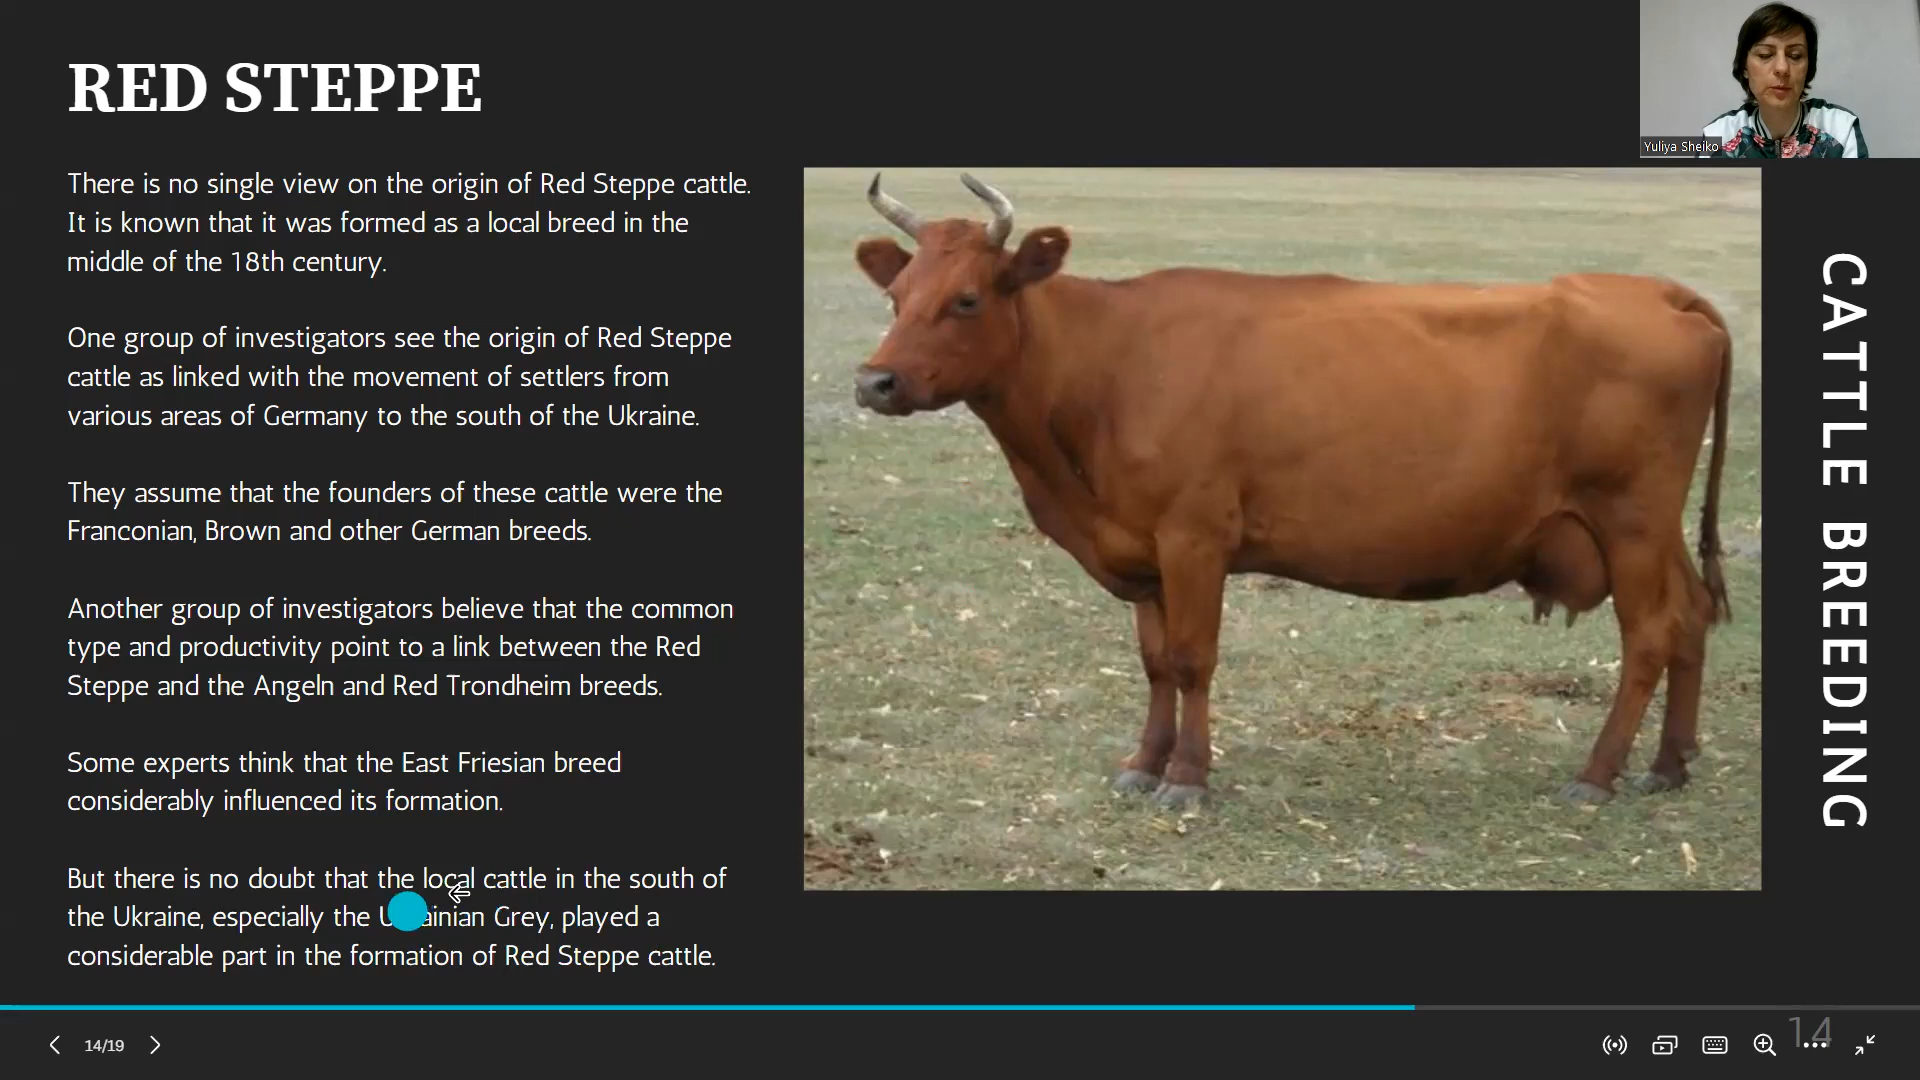 RED STEPPE
Yuliya Sheiko
There is no single view on the origin of Red Steppe cattle.
It is known that it was formed as a local breed in the
middle of the 18th century.
One group of investigators see the origin of Red Steppe
cattle as linked with the movement of settlers from
various areas of Germany to the south of the Ukraine.
They assume that the founders of these cattle were the
Franconian, Brown and other German breeds.
Another group of investigators believe that the common
type and productivity point to a link between the Red
Steppe and the Angeln and Red Trondheim breeds.
Some experts think that the East Friesian breed
considerably influenced its formation.
But there is no doubt that the local cattle in the south of
the Ukraine, especially the Ukrainian Grey, played a
considerable part in the formation of Red Steppe cattle.
CATTLE BREEDING
14/19
14